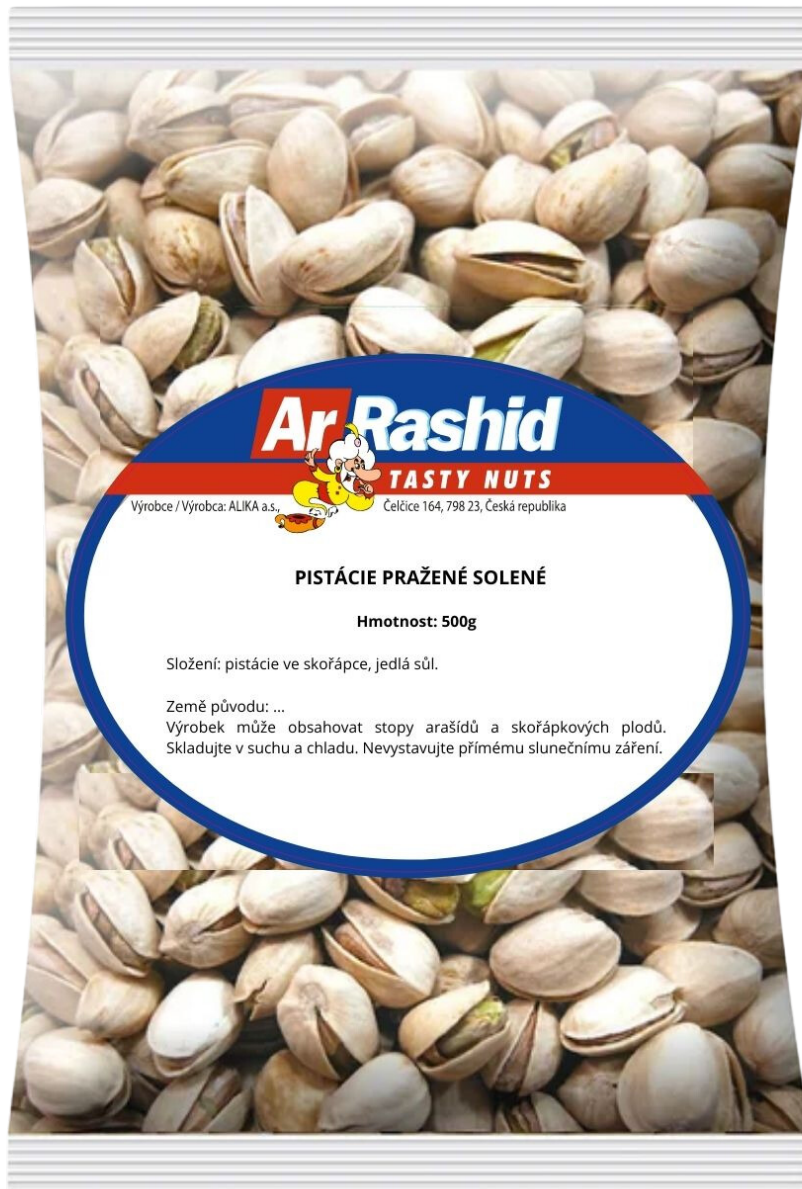 Ar Rashid
TASTY NUTS
Výrobce / Výrobca: ALIKA a.s., Čelčice 164, 798 23, Česká republika
PISTÁCIE PRAŽENÉ SOLENÉ
Hmotnost: 500g
Složení: pistácie ve skořápce, jedlá sůl.
Země původu: ...
Výrobek může obsahovat stopy arašídů a skořápkových plodů.
Skladujte v suchu a chladu. Nevystavujte přímému slunečnímu záření.